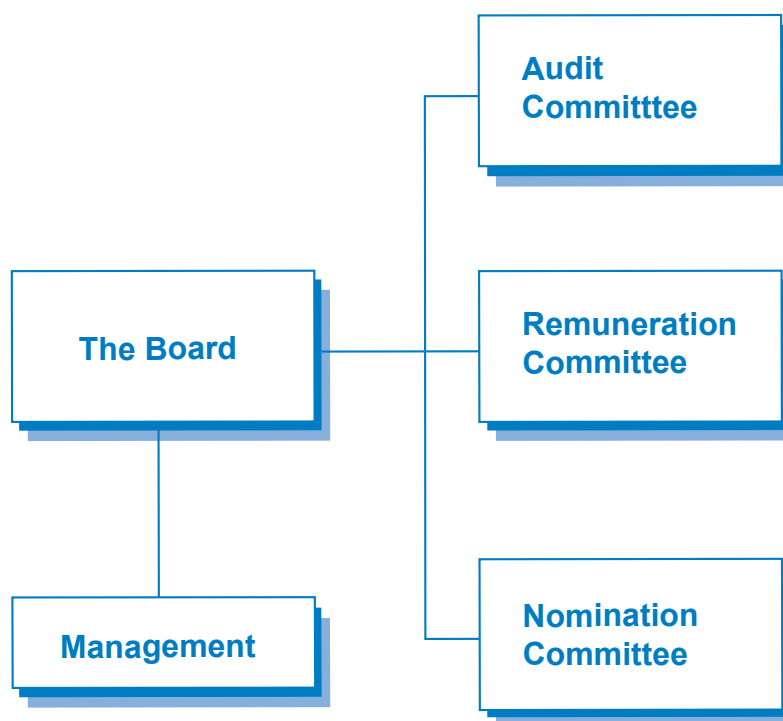 Audit
Committtee
The Board
Remuneration
Committee
Management
Nomination
Committee